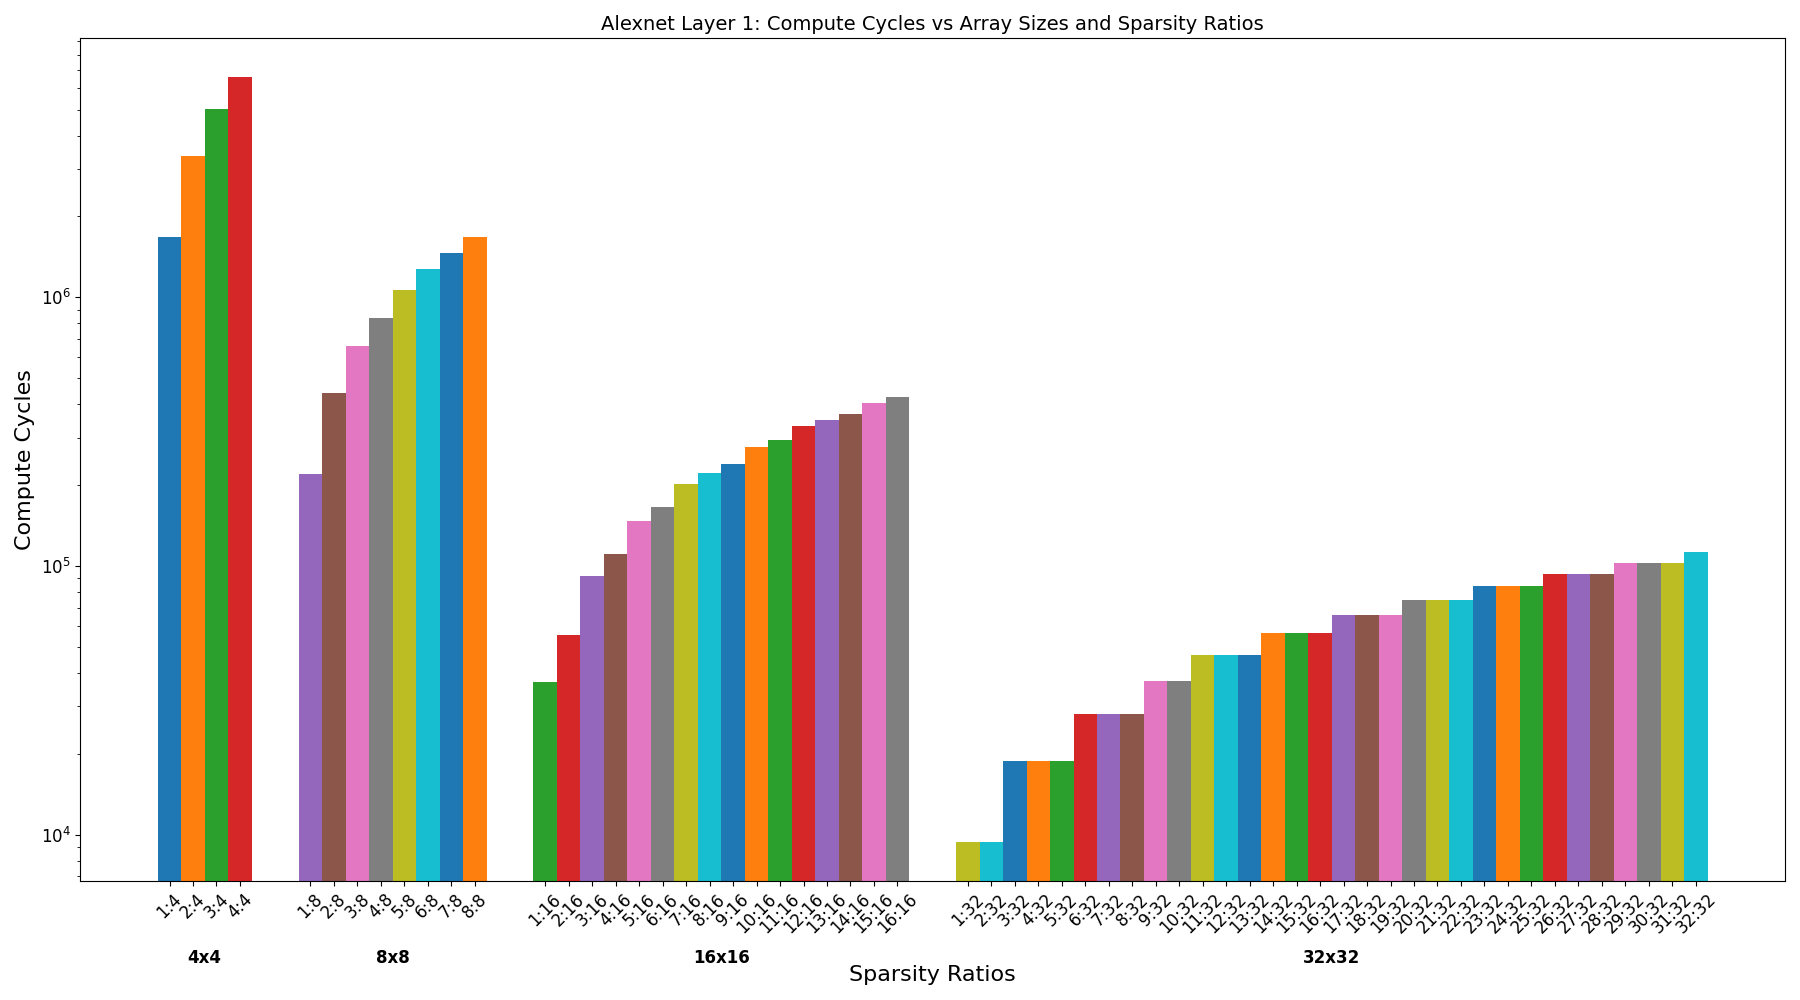 Alexnet Layer 1: Compute Cycles vs Array Sizes and Sparsity Ratios
Compute Cycles
10^6
10^5
10^4
1:4 2:4 3:4 4:4 1:8 2:8 3:8 4:8 5:8 6:8 7:8 8:8 1:16 2:16 3:16 4:16 5:16 6:16 7:16 8:16 9:16 10:16 11:16 12:16 13:16 14:16 15:16 16:16 1:32 2:32 3:32 4:32 5:32 6:32 7:32 8:32 9:32 10:32 11:32 12:32 13:32 14:32 15:32 16:32 17:32 18:32 19:32 20:32 21:32 22:32 23:32 24:32 25:32 26:32 27:32 28:32 29:32 30:32 31:32 32:32
4x4 8x8 16x16 32x32
Sparsity Ratios